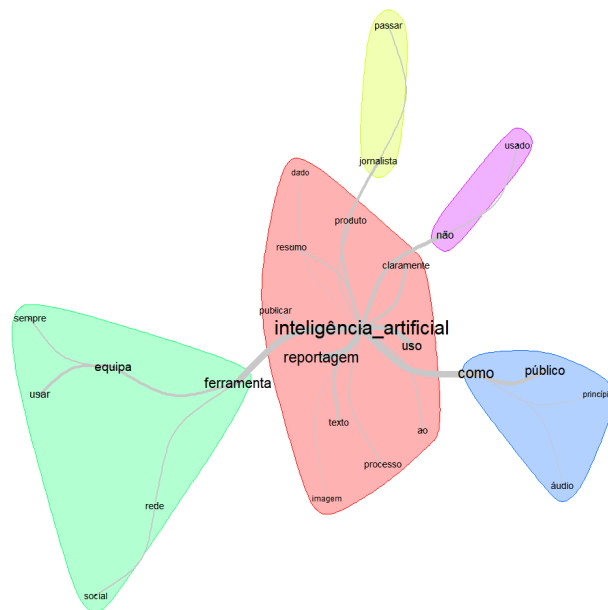 passar
usado
jornalista
dado
produto
não
resumo
claramente
publicar
sempre
inteligência_artificial
uso
reportagem
equipa
ferramenta
como
público
usar
princípi
texto
ao
processo
áudio
imagem
rede
social